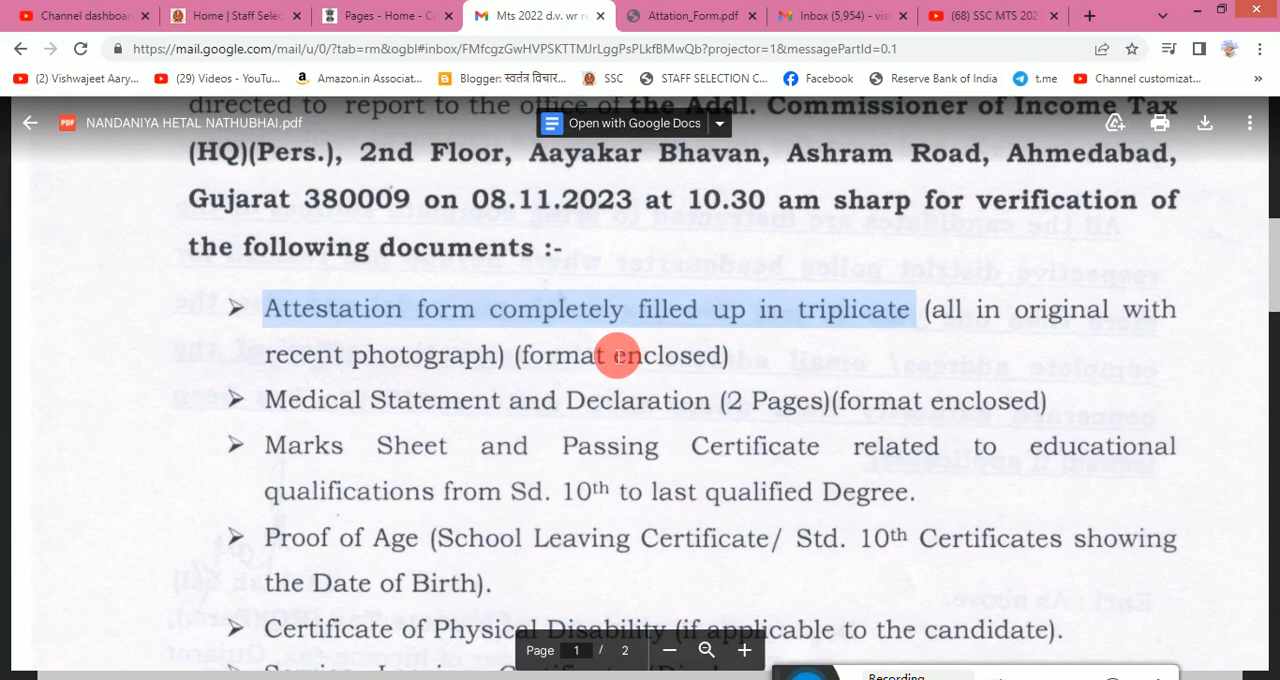 Channel dashboar
Home | Staff Selec
Pages - Home - C
Mts 2022 d.v. wr re
Attation_Form.pdf
Inbox (5,954) - vis
(68) SSC MTS 202
https://mail.google.com/mail/u/0/?tab=rm&ogbl#inbox/FMfcgzGwHVPSKTTMJrLggPsPLkfBMwQb?projector=1&messagePartId=0.1
(2) Vishwajeet Aary...
(29) Videos - YouTu...
Amazon.in Associat...
Blogger: स्वतंत्र विचार...
SSC
STAFF SELECTION C...
Facebook
Reserve Bank of India
t.me
Channel customizat...
»
directed to report to the office of the Addl. Commissioner of Income Tax
NANDANIYA HETAL NATHUBHAI.pdf
Open with Google Docs
(HQ)(Pers.), 2nd Floor, Aayakar Bhavan, Ashram Road, Ahmedabad,
Gujarat 380009 on 08.11.2023 at 10.30 am sharp for verification of
the following documents :-
➢ Attestation form completely filled up in triplicate (all in original with
recent photograph) (format enclosed)
➢ Medical Statement and Declaration (2 Pages)(format enclosed)
➢ Marks Sheet and Passing Certificate related to educational
qualifications from Sd. 10th to last qualified Degree.
➢ Proof of Age (School Leaving Certificate/ Std. 10th Certificates showing
the Date of Birth).
➢ Certificate of Physical Disability (if applicable to the candidate).
Page 1 / 2
Recording